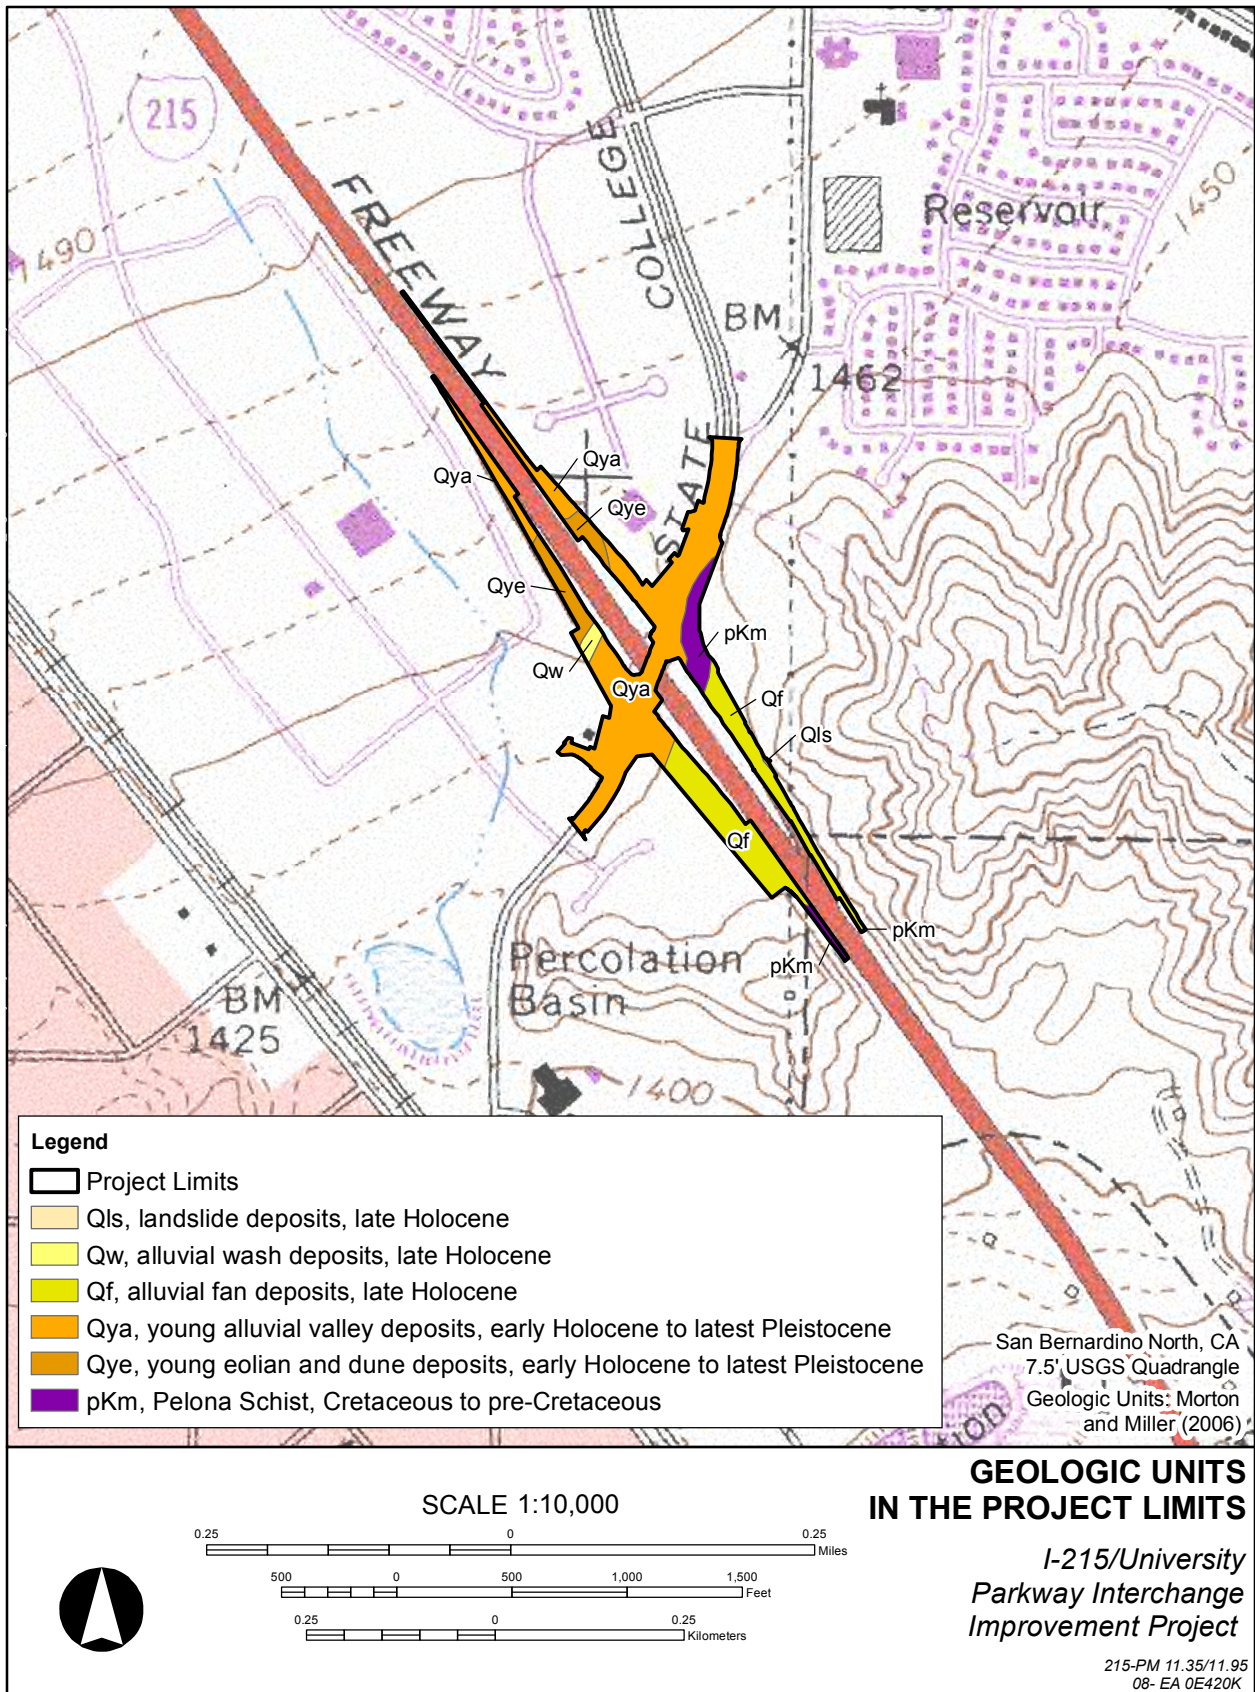 215
FREEWAY
COLLEGE
STATE
Reservoir
1450
1490
BM
1462
Qya
Qya
Qye
Qye
Qw
Qya
pKm
Qf
Qls
Qf
pKm
pKm
Percolation
Basin
BM
1425
1400
Legend
Project Limits
Qls, landslide deposits, late Holocene
Qw, alluvial wash deposits, late Holocene
Qf, alluvial fan deposits, late Holocene
Qya, young alluvial valley deposits, early Holocene to latest Pleistocene
Qye, young eolian and dune deposits, early Holocene to latest Pleistocene
pKm, Pelona Schist, Cretaceous to pre-Cretaceous
San Bernardino North, CA
7.5' USGS Quadrangle
Geologic Units: Morton
and Miller (2006)
SCALE 1:10,000
0.25 0 0.25
Miles
500 0 500 1,000 1,500
Feet
0.25 0 0.25
Kilometers
GEOLOGIC UNITS
IN THE PROJECT LIMITS
I-215/University
Parkway Interchange
Improvement Project
215-PM 11.35/11.95
08- EA 0E420K